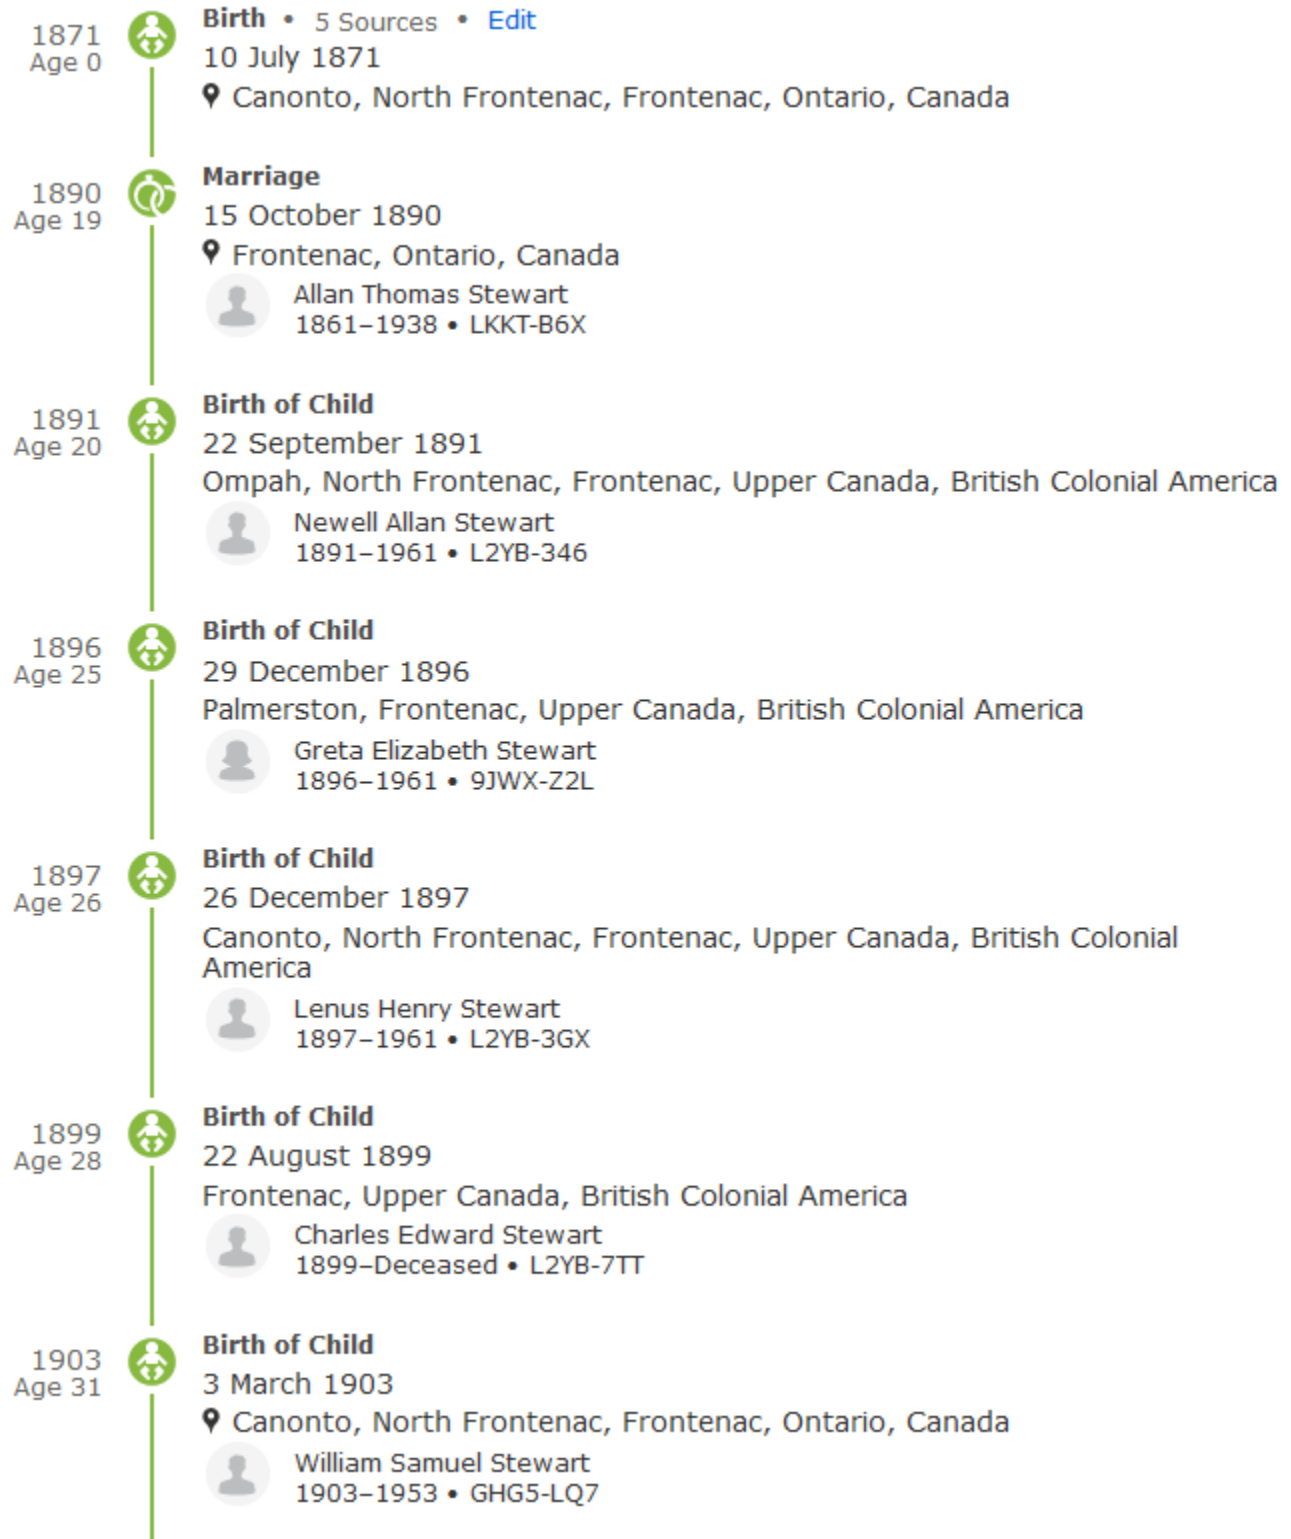 1871
Age 0
Birth • 5 Sources • Edit
10 July 1871
Canonto, North Frontenac, Frontenac, Ontario, Canada
1890
Age 19
Marriage
15 October 1890
Frontenac, Ontario, Canada
Allan Thomas Stewart
1861–1938 • LKKT-B6X
1891
Age 20
Birth of Child
22 September 1891
Ompah, North Frontenac, Frontenac, Upper Canada, British Colonial America
Newell Allan Stewart
1891–1961 • L2YB-346
1896
Age 25
Birth of Child
29 December 1896
Palmerston, Frontenac, Upper Canada, British Colonial America
Greta Elizabeth Stewart
1896–1961 • 9JWX-Z2L
1897
Age 26
Birth of Child
26 December 1897
Canonto, North Frontenac, Frontenac, Upper Canada, British Colonial
America
Lenus Henry Stewart
1897–1961 • L2YB-3GX
1899
Age 28
Birth of Child
22 August 1899
Frontenac, Upper Canada, British Colonial America
Charles Edward Stewart
1899–Deceased • L2YB-7TT
1903
Age 31
Birth of Child
3 March 1903
Canonto, North Frontenac, Frontenac, Ontario, Canada
William Samuel Stewart
1903–1953 • GHG5-LQ7